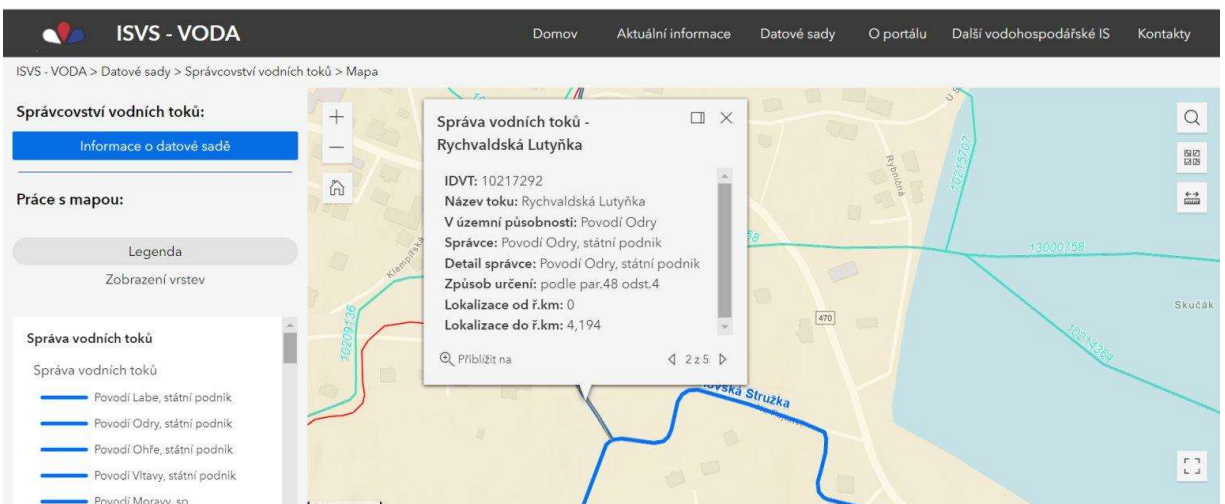 ISVS - VODA
Domov
Aktuální informace
Datové sady
O portálu
Další vodohospodářské IS
Kontakty
ISVS - VODA > Datové sady > Správcovství vodních toků > Mapa
Správcovství vodních toků:
Informace o datové sadě
Práce s mapou:
Legenda
Zobrazení vrstev
Správa vodních toků
Správa vodních toků
Povodí Labe, státní podnik
Povodí Odry, státní podnik
Povodí Ohře, státní podnik
Povodí Vltavy, státní podnik
Povodí Moravy, sp
Správa vodních toků -
Rychvaldská Lutyňka
IDVT: 10217292
Název toku: Rychvaldská Lutyňka
V územní působnosti: Povodí Odry
Správce: Povodí Odry, státní podnik
Detail správce: Povodí Odry, státní podnik
Způsob určení: podle par.48 odst.4
Lokalizace od ř.km: 0
Lokalizace do ř.km: 4,194
Přiblížit na
2 z 5
10209136
Rybničná
10215707
13000758
470
Skučák
10214364
Stružka